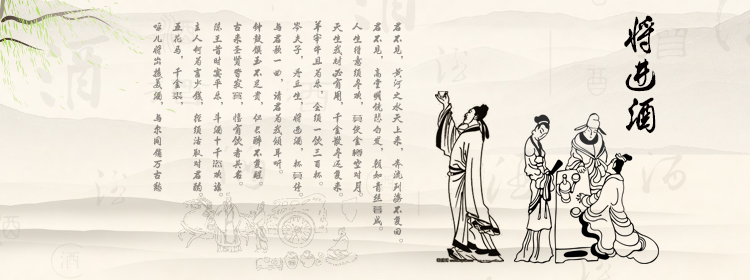 将进酒
君不见，黄河之水天上来，奔流到海不复回。
君不见，高堂明镜悲白发，朝如青丝暮成。
人生得意须尽欢，莫使金樽空对月。
天生我材必有用，千金散尽还复来。
羊宰牛且为乐，会须一饮三百杯。
岑夫子，丹丘生，将进酒，杯莫停。
与君歌一曲，请君为我倾耳听。
钟鼓馔玉不足贵，但愿长醉不复醒。
古来圣贤皆寂寞，惟有饮者留其名。
陈王昔时宴平乐，斗酒十千恣欢谑。
主人何为言少钱，径须沽取对君酌。
五花马，千金裘
呼儿将出换美酒，与尔同销万古愁
酒
酒
酒